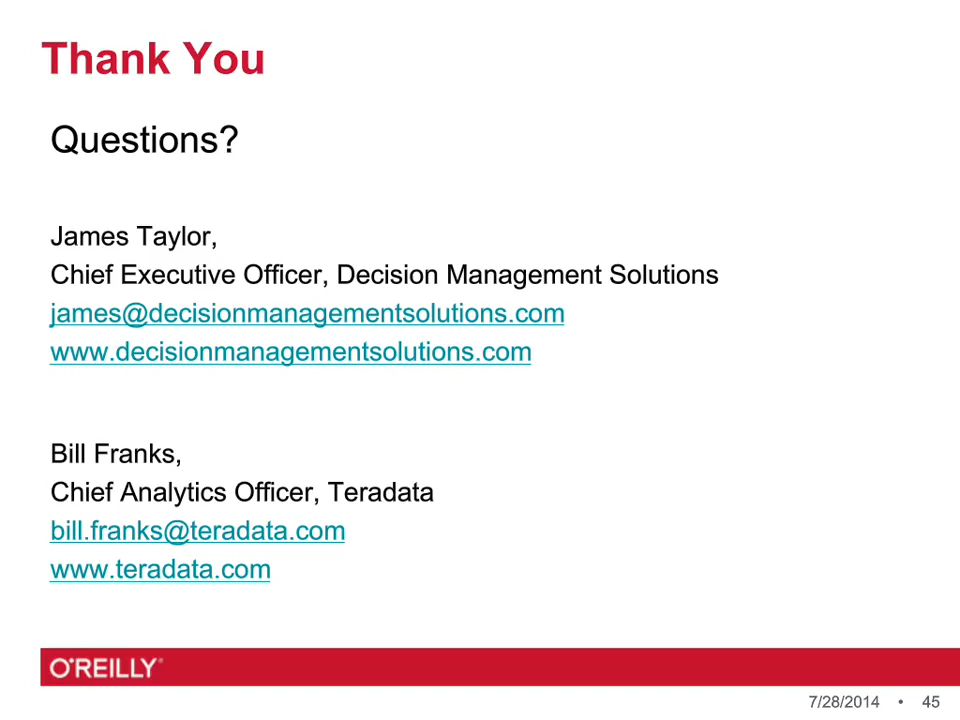 Thank You
Questions?
James Taylor,
Chief Executive Officer, Decision Management Solutions
james@decisionmanagementsolutions.com
www.decisionmanagementsolutions.com
Bill Franks,
Chief Analytics Officer, Teradata
bill.franks@teradata.com
www.teradata.com
O'REILLY®
7/28/2014 • 45